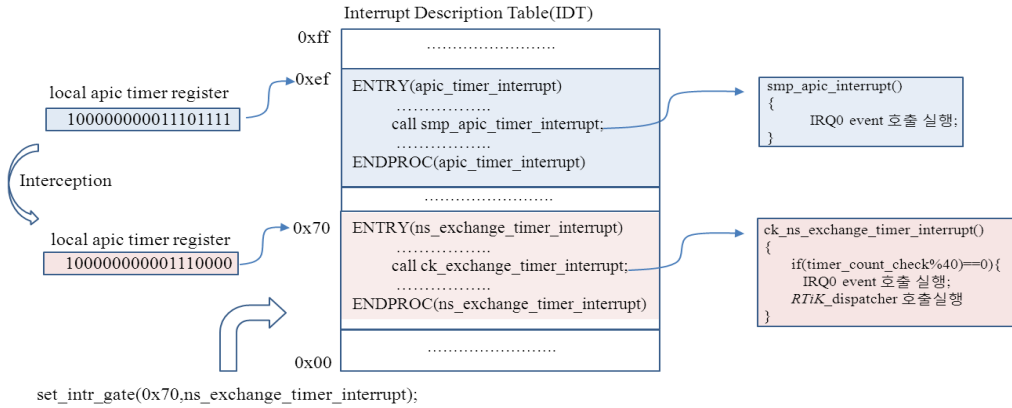 Interrupt Description Table(IDT)
0xff
............................
0xef
ENTRY(apic_timer_interrupt)
.................
call smp_apic_timer_interrupt;
.................
ENDPROC(apic_timer_interrupt)
local apic timer register
100000000011101111
smp_apic_interrupt()
{
IRQ0 event 호출 실행;
}
Interception
............................
local apic timer register
100000000001110000
0x70
ENTRY(ns_exchange_timer_interrupt)
.................
call ck_exchange_timer_interrupt;
.................
ENDPROC(ns_exchange_timer_interrupt)
ck_ns_exchange_timer_interrupt()
{
if(timer_count_check%40)==0){
IRQ0 event 호출 실행;
RTiK_dispatcher 호출실행
}
............................
0x00
set_intr_gate(0x70,ns_exchange_timer_interrupt);